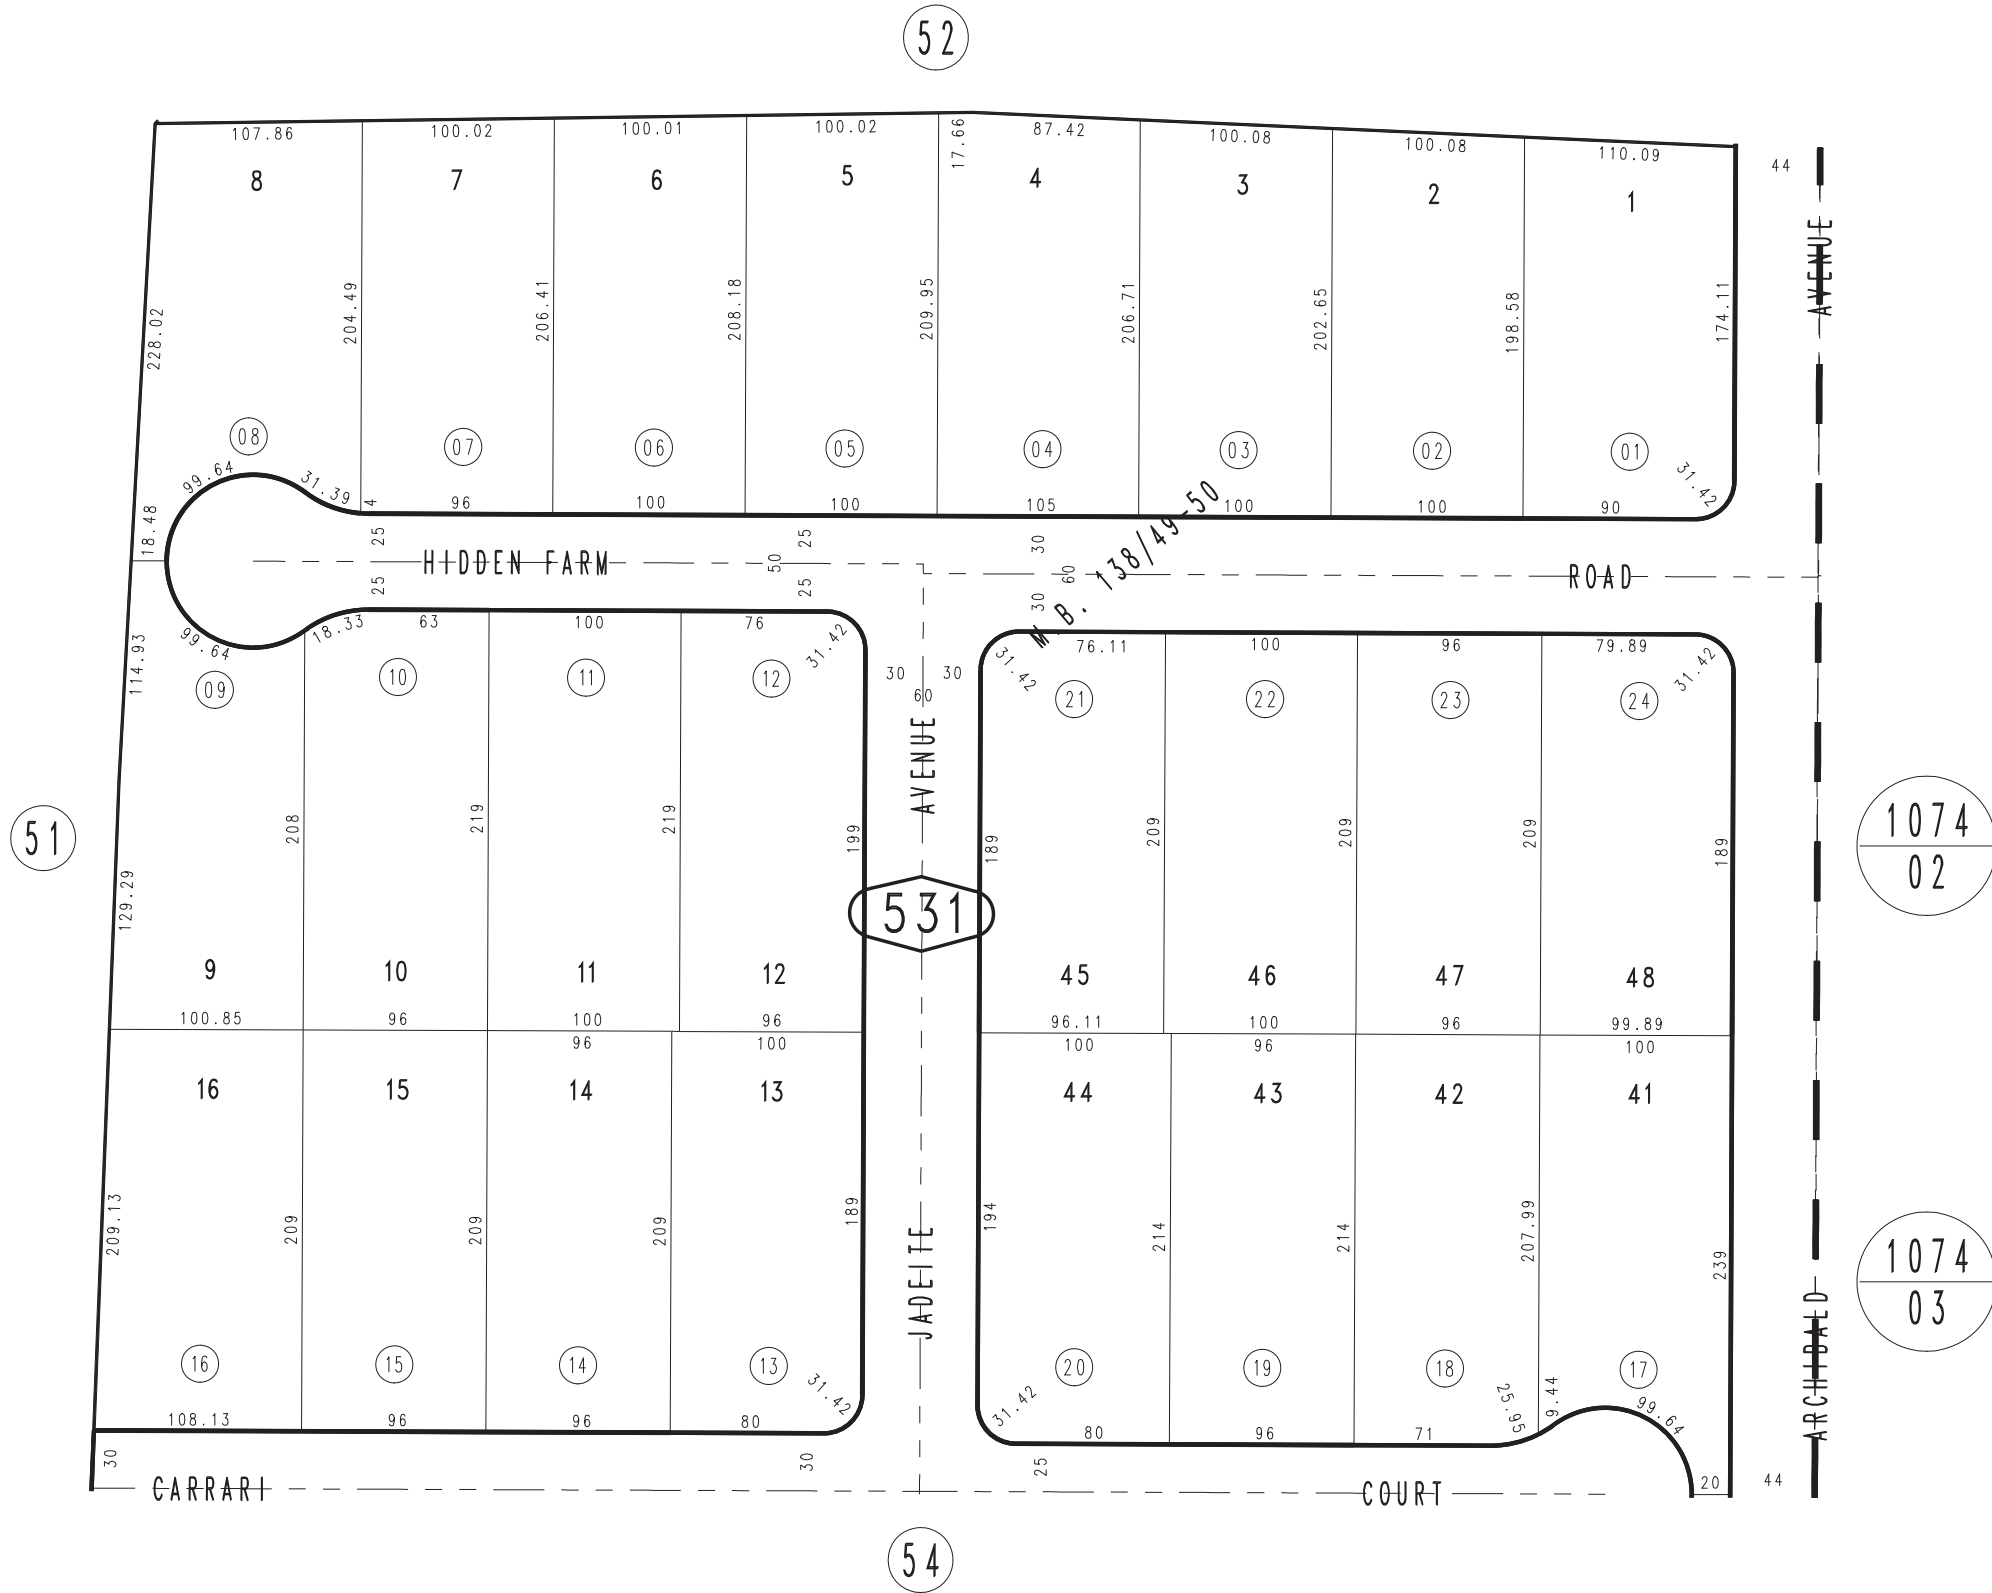 52
107.86 100.02 100.01 100.02 17.66 87.42 100.08 100.08 110.09 44
8 7 6 5 4 3 2 1
AVENUE
228.02 204.49 206.41 208.18 209.95 206.71 202.65 198.58 174.11
08 07 06 05 04 03 02 01
99.64 31.39 4 96 100 100 105 100 100 90 31.42
18.48 25 25 30
HIDDEN FARM 50 60 ROAD
25 25 30
M.B. 138/49-50
99.64 18.33 63 100 76 31.42 31.42 76.11 100 96 79.89 31.42
114.93
09 10 11 12 30 30 21 22 23 24
60
AVENUE
51 208 219 219 199 189 209 209 209 189
1074
02
129.29
531
9 10 11 12 45 46 47 48
100.85 96 100 96 96.11 100 96 99.89
96 100 100 96 100
16 15 14 13 44 43 42 41
209.13 209 209 209 189 194 214 214 207.99 239
JADEITE
1074
03
ARCHIBALD
16 15 14 13 20 19 18 17
31.42 31.42 25.95 9.44 99.64
108.13 96 96 80 80 96 71
30 30 25 20 44
CARRARI COURT
54